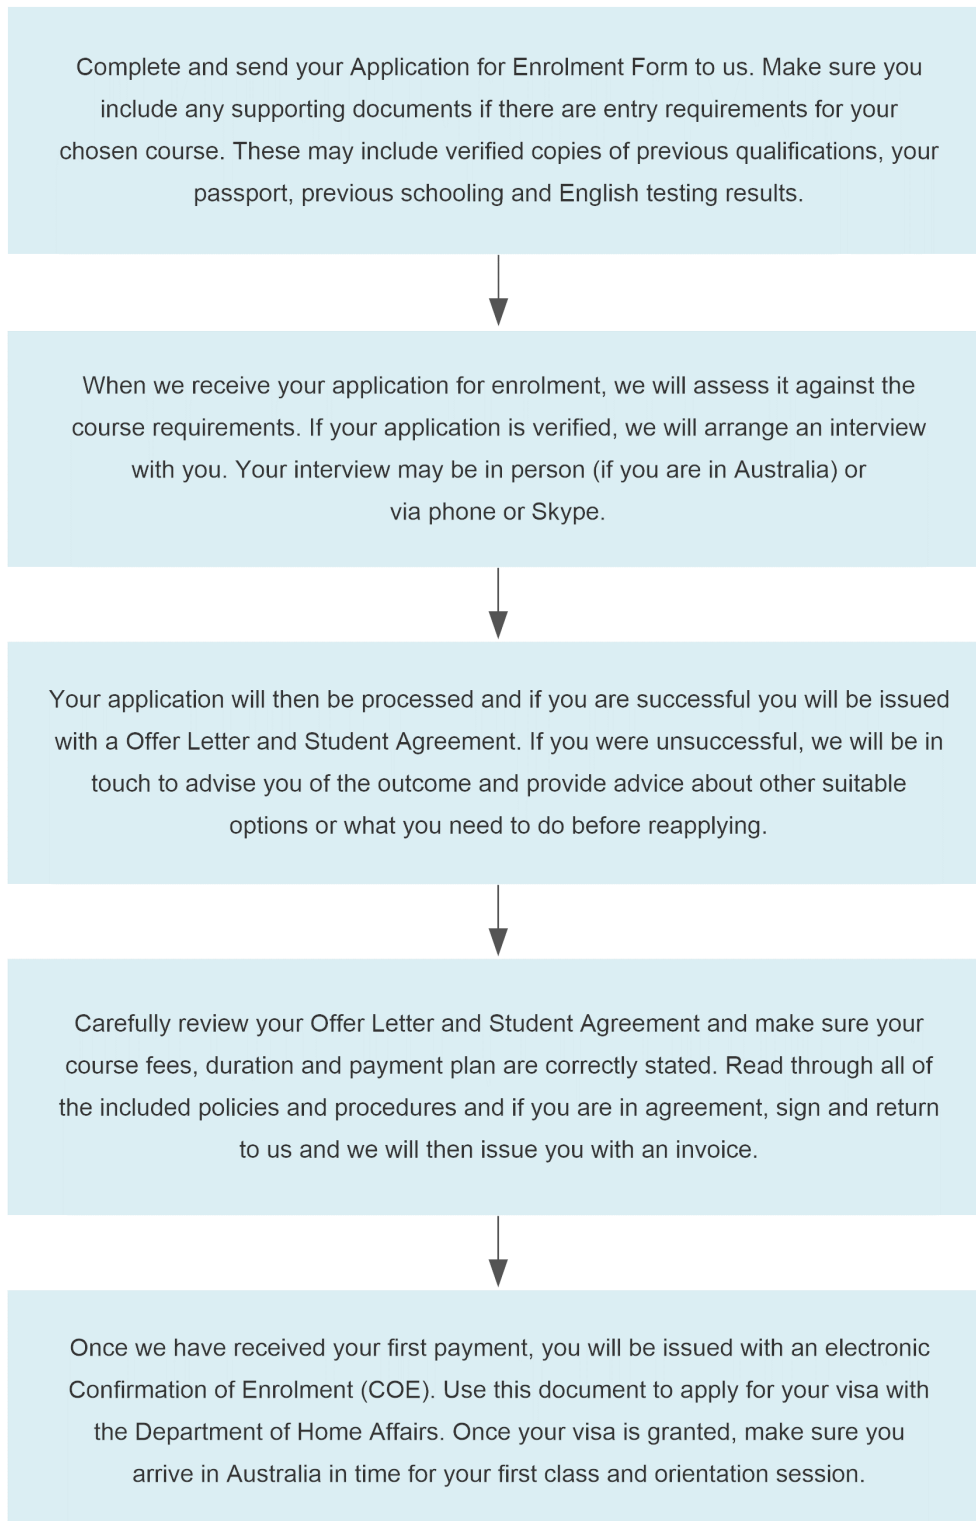 Complete and send your Application for Enrolment Form to us. Make sure you
include any supporting documents if there are entry requirements for your
chosen course. These may include verified copies of previous qualifications, your
passport, previous schooling and English testing results.
When we receive your application for enrolment, we will assess it against the
course requirements. If your application is verified, we will arrange an interview
with you. Your interview may be in person (if you are in Australia) or
via phone or Skype.
Your application will then be processed and if you are successful you will be issued
with a Offer Letter and Student Agreement. If you were unsuccessful, we will be in
touch to advise you of the outcome and provide advice about other suitable
options or what you need to do before reapplying.
Carefully review your Offer Letter and Student Agreement and make sure your
course fees, duration and payment plan are correctly stated. Read through all of
the included policies and procedures and if you are in agreement, sign and return
to us and we will then issue you with an invoice.
Once we have received your first payment, you will be issued with an electronic
Confirmation of Enrolment (COE). Use this document to apply for your visa with
the Department of Home Affairs. Once your visa is granted, make sure you
arrive in Australia in time for your first class and orientation session.